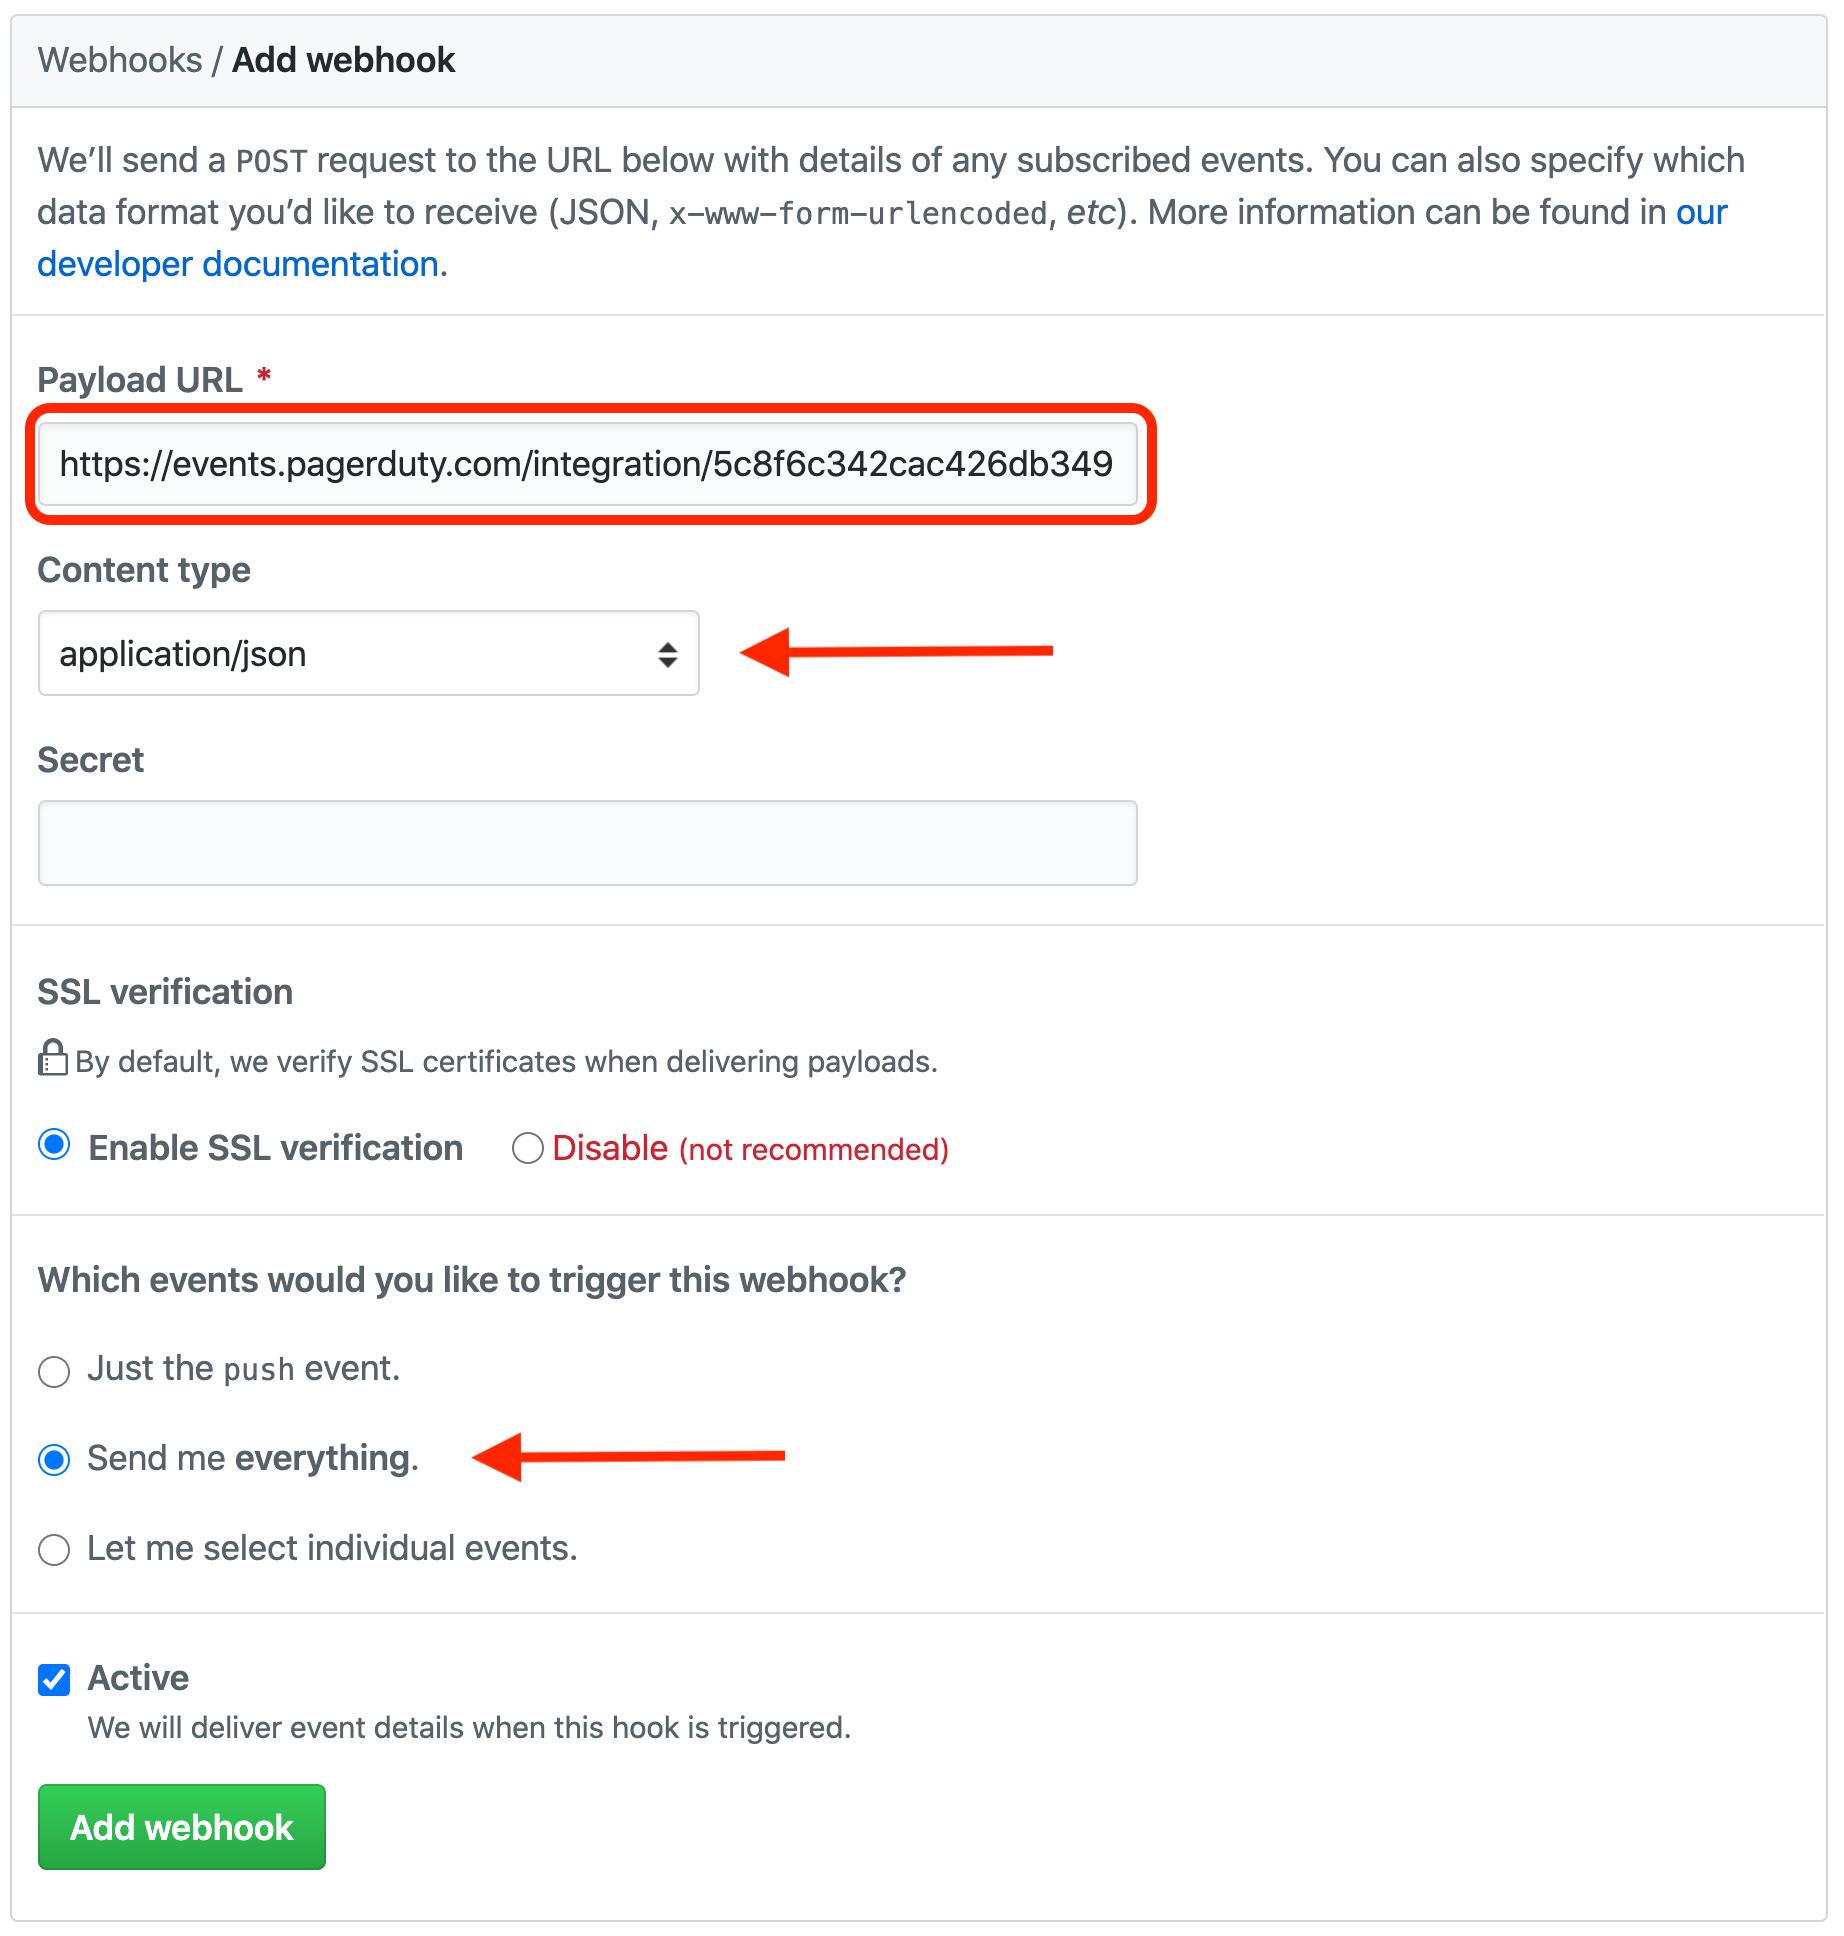 Webhooks / Add webhook
We’ll send a POST request to the URL below with details of any subscribed events. You can also specify which
data format you’d like to receive (JSON, x-www-form-urlencoded, etc). More information can be found in our
developer documentation.
Payload URL *
https://events.pagerduty.com/integration/5c8f6c342cac426db349
Content type
application/json
Secret
SSL verification
By default, we verify SSL certificates when delivering payloads.
Enable SSL verification Disable (not recommended)
Which events would you like to trigger this webhook?
Just the push event.
Send me everything.
Let me select individual events.
Active
We will deliver event details when this hook is triggered.
Add webhook